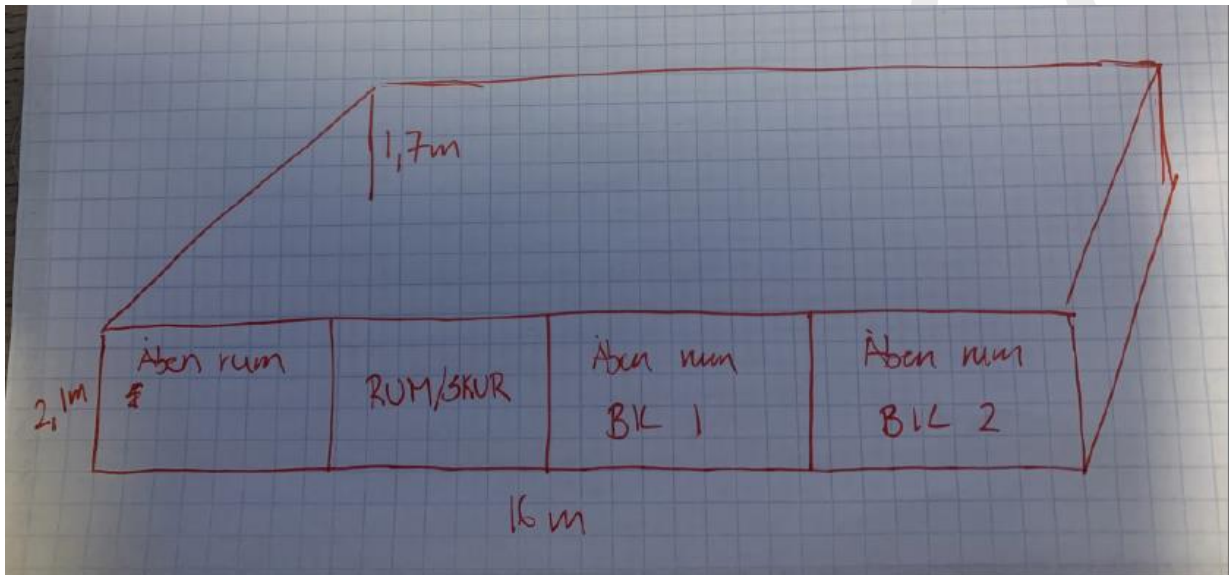 1,7m
Åben rum
RUM/SKUR
Åben rum
BIL 1
Åben rum
BIL 2
2,1m
16 m